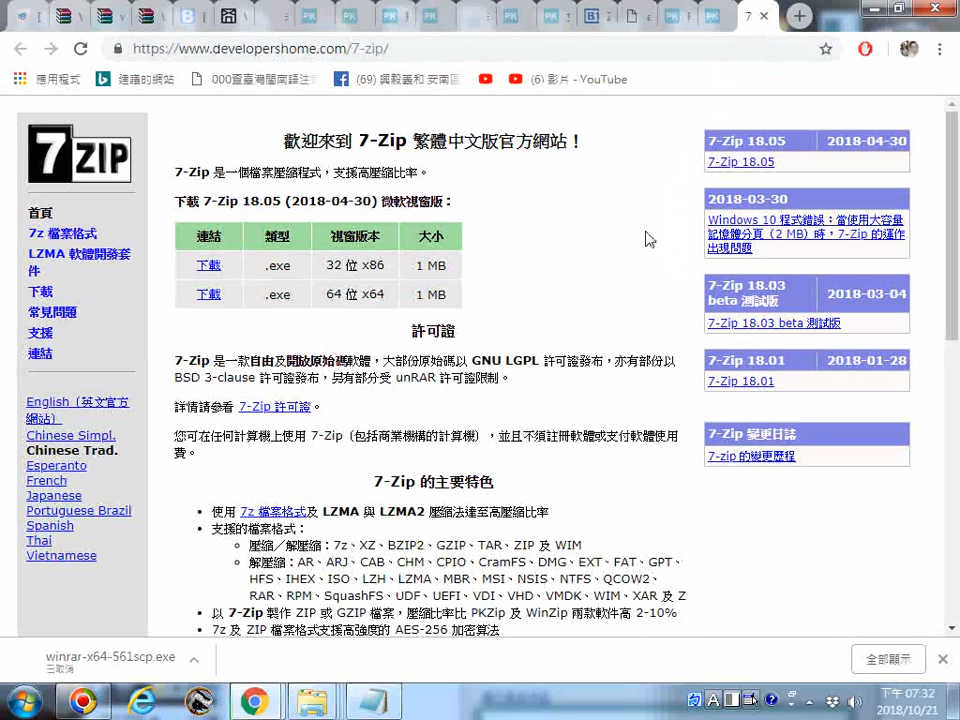 https://www.developershome.com/7-zip/
應用程式
建議的網站
000查臺灣閩南語注
(69) 興毅義和 安南區
(6) 影片 - YouTube
7ZIP
首頁
7z 檔案格式
LZMA 軟體開發套
件
下載
常見問題
支援
連結
English（英文官方
網站）
Chinese Simpl.
Chinese Trad.
Esperanto
French
Japanese
Portuguese Brazil
Spanish
Thai
Vietnamese
歡迎來到 7-Zip 繁體中文版官方網站！
7-Zip 是一個檔案壓縮程式，支援高壓縮比率。
下載 7-Zip 18.05 (2018-04-30) 微軟視窗版：
連結 類型 視窗版本 大小
下載 .exe 32 位 x86 1 MB
下載 .exe 64 位 x64 1 MB
許可證
7-Zip 是一款自由及開放原始碼軟體，大部份原始碼以 GNU LGPL 許可證發布，亦有部份以
BSD 3-clause 許可證發布，另有部分受 unRAR 許可證限制。
詳情請參看 7-Zip 許可證。
您可在任何計算機上使用 7-Zip（包括商業機構的計算機），並且不須註冊軟體或支付軟體使用
費。
7-Zip 的主要特色
使用 7z 檔案格式及 LZMA 與 LZMA2 壓縮法達至高壓縮比率
支援的檔案格式：
壓縮／解壓縮：7z、XZ、BZIP2、GZIP、TAR、ZIP 及 WIM
解壓縮：AR、ARJ、CAB、CHM、CPIO、CramFS、DMG、EXT、FAT、GPT、
HFS、IHEX、ISO、LZH、LZMA、MBR、MSI、NSIS、NTFS、QCOW2、
RAR、RPM、SquashFS、UDF、UEFI、VDI、VHD、VMDK、WIM、XAR 及 Z
以 7-Zip 製作 ZIP 或 GZIP 檔案，壓縮比率比 PKZip 及 WinZip 兩款軟件高 2-10%
7z 及 ZIP 檔案格式支援高強度的 AES-256 加密算法
7-Zip 18.05 2018-04-30
7-Zip 18.05
2018-03-30
Windows 10 程式錯誤：當使用大容量
記憶體分頁（2 MB）時，7-Zip 的運作
出現問題
7-Zip 18.03
beta 測試版 2018-03-04
7-Zip 18.03 beta 測試版
7-Zip 18.01 2018-01-28
7-Zip 18.01
7-Zip 變更日誌
7-zip 的變更歷程
winrar-x64-561scp.exe
已取消
全部顯示
下午 07:32
2018/10/21